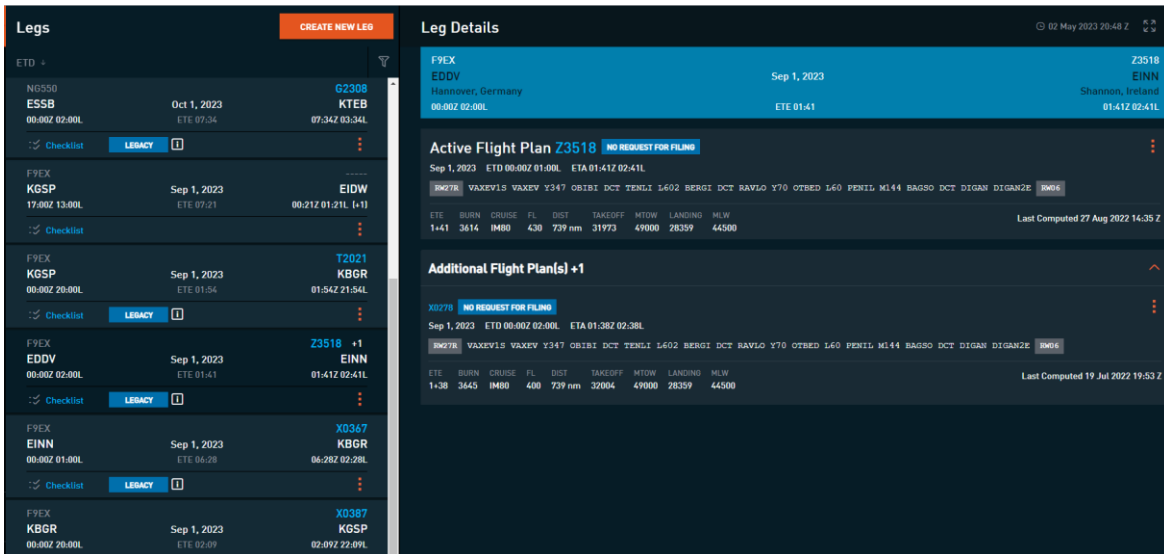 Legs
CREATE NEW LEG
ETD
NG550 G2308
ESSB Oct 1, 2023 KTEB
00:00Z 02:00L ETE 07:34 07:34Z 03:34L
Checklist LEGACY i
F9EX -----
KGSP Sep 1, 2023 EIDW
17:00Z 13:00L ETE 07:21 00:21Z 01:21L (+1)
Checklist
F9EX T2021
KGSP Sep 1, 2023 KBGR
00:00Z 20:00L ETE 01:54 01:54Z 21:54L
Checklist LEGACY i
F9EX Z3518 +1
EDDV Sep 1, 2023 EINN
00:00Z 02:00L ETE 01:41 01:41Z 02:41L
Checklist LEGACY i
F9EX X0367
EINN Sep 1, 2023 KBGR
00:00Z 01:00L ETE 06:28 06:28Z 02:28L
Checklist LEGACY i
F9EX X0387
KBGR Sep 1, 2023 KGSP
00:00Z 20:00L ETE 02:09 02:09Z 22:09L
Leg Details 02 May 2023 20:48 Z
F9EX Z3518
EDDV Sep 1, 2023 EINN
Hannover, Germany Shannon, Ireland
00:00Z 02:00L ETE 01:41 01:41Z 02:41L
Active Flight Plan Z3518 NO REQUEST FOR FILING
Sep 1, 2023 ETD 00:00Z 01:00L ETA 01:41Z 02:41L
RW27R VAXEV1S VAXEV Y347 OBIBI DCT TENLI L602 BERGI DCT RAVLO Y70 OTBED L60 PENIL M144 BAGSO DCT DIGAN DIGAN2E RW06
ETE BURN CRUISE FL DIST TAKEOFF MTOW LANDING MLW
1+41 3614 IM80 430 739 nm 31973 49000 28359 44500
Last Computed 27 Aug 2022 14:35 Z
Additional Flight Plan(s) +1
X0278 NO REQUEST FOR FILING
Sep 1, 2023 ETD 00:00Z 02:00L ETA 01:38Z 02:38L
RW27R VAXEV1S VAXEV Y347 OBIBI DCT TENLI L602 BERGI DCT RAVLO Y70 OTBED L60 PENIL M144 BAGSO DCT DIGAN DIGAN2E RW06
ETE BURN CRUISE FL DIST TAKEOFF MTOW LANDING MLW
1+38 3645 IM80 400 739 nm 32004 49000 28359 44500
Last Computed 19 Jul 2022 19:53 Z